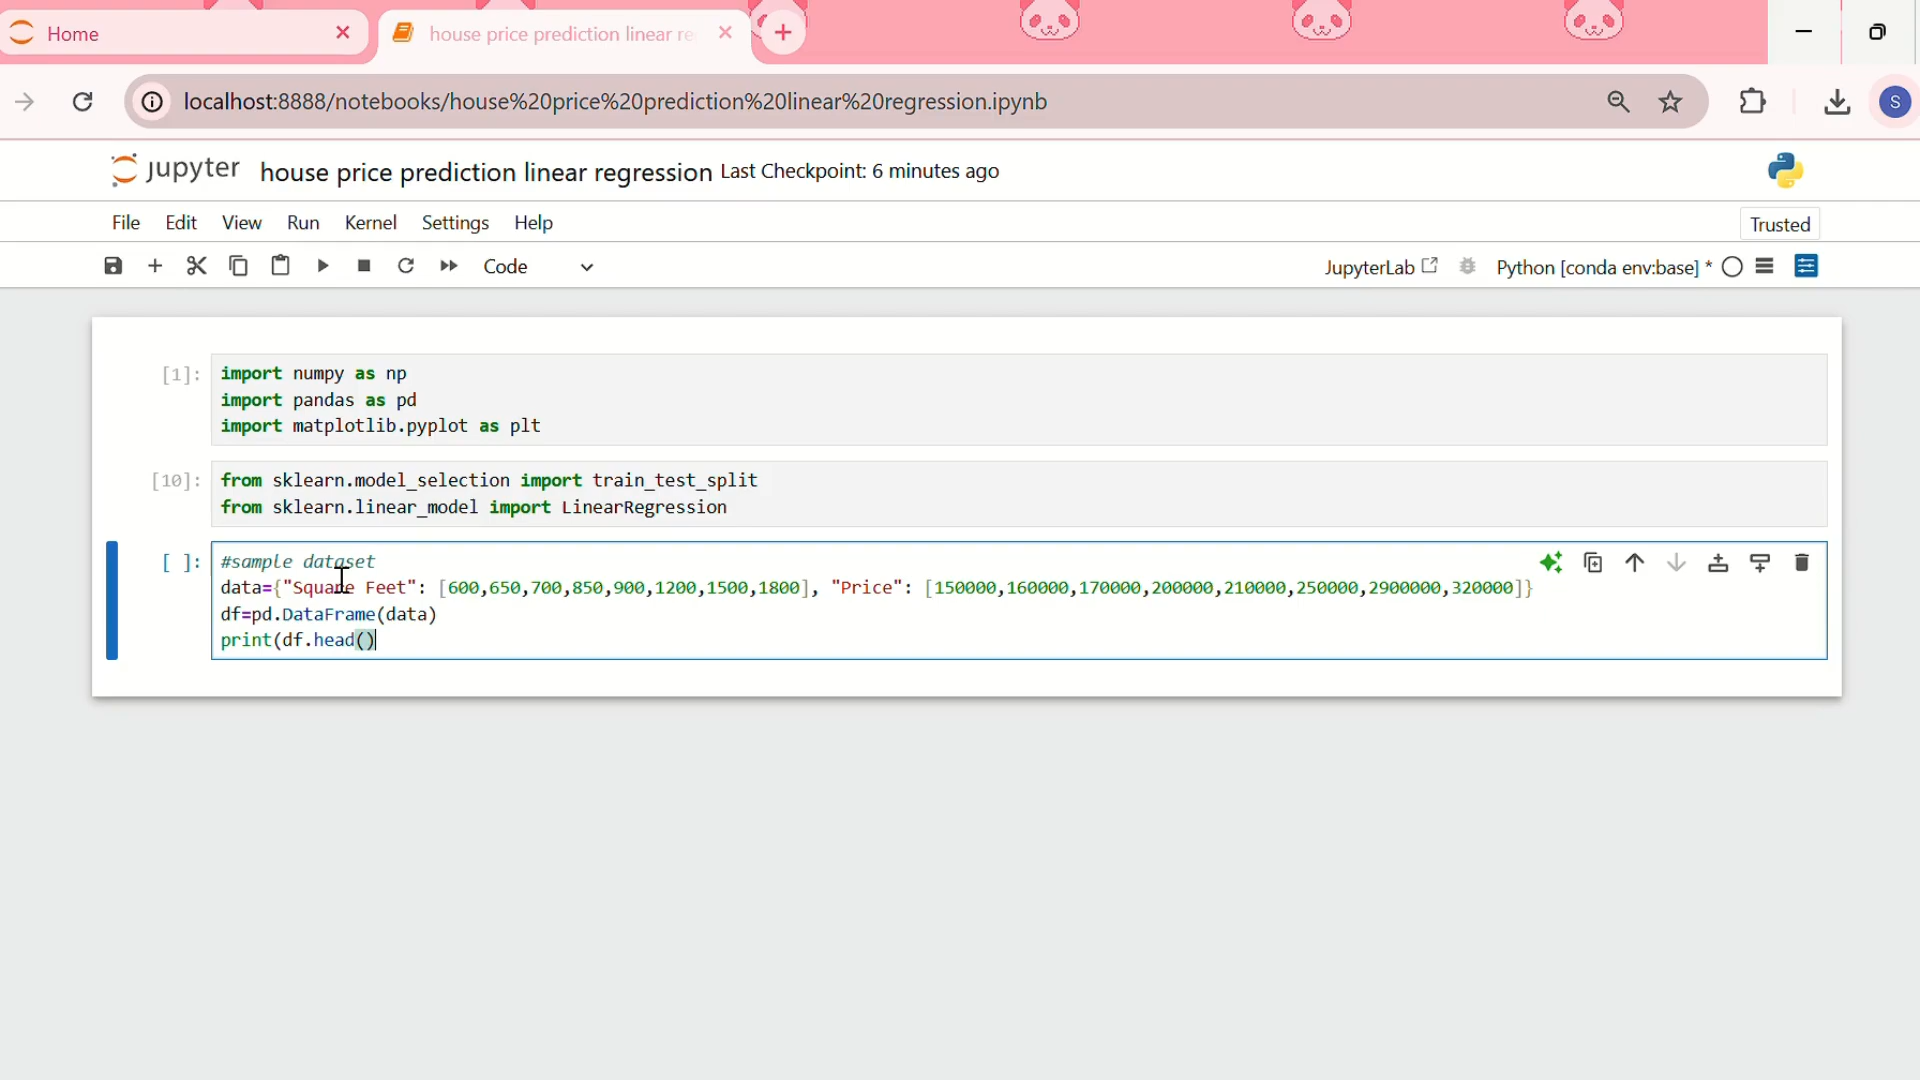 Home
house price prediction linear re
localhost:8888/notebooks/house%20price%20prediction%20linear%20regression.ipynb
S
jupyter house price prediction linear regression Last Checkpoint: 6 minutes ago
File Edit View Run Kernel Settings Help
Trusted
Code
JupyterLab Python [conda env:base] *
[1]: import numpy as np
import pandas as pd
import matplotlib.pyplot as plt
[10]: from sklearn.model_selection import train_test_split
from sklearn.linear_model import LinearRegression
[ ]: #sample dataset
data={"Square Feet": [600,650,700,850,900,1200,1500,1800], "Price": [150000,160000,170000,200000,210000,250000,2900000,320000]}
df=pd.DataFrame(data)
print(df.head()